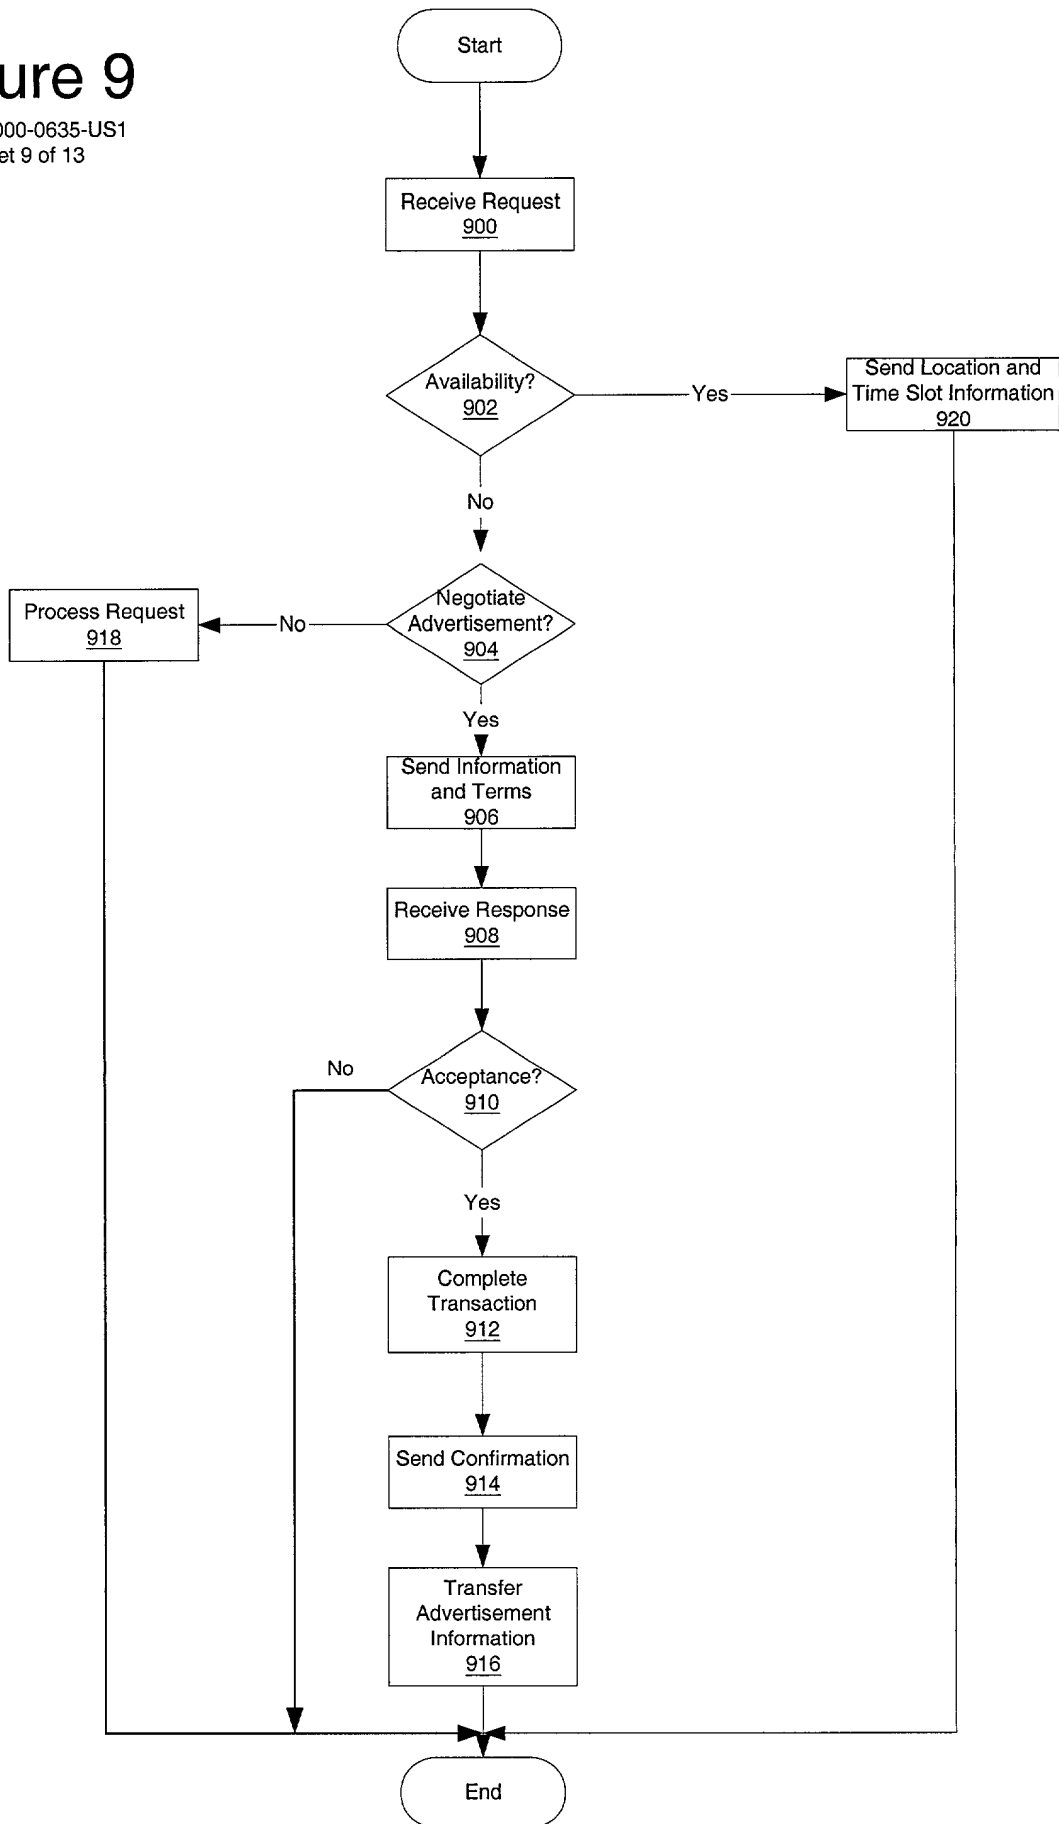 ure 9
000-0635-US1
et 9 of 13
Start
Receive Request
900
Availability?
902
Yes
Send Location and
Time Slot Information
920
No
Negotiate
Advertisement?
904
No
Process Request
918
Yes
Send Information
and Terms
906
Receive Response
908
Acceptance?
910
No
Yes
Complete
Transaction
912
Send Confirmation
914
Transfer
Advertisement
Information
916
End